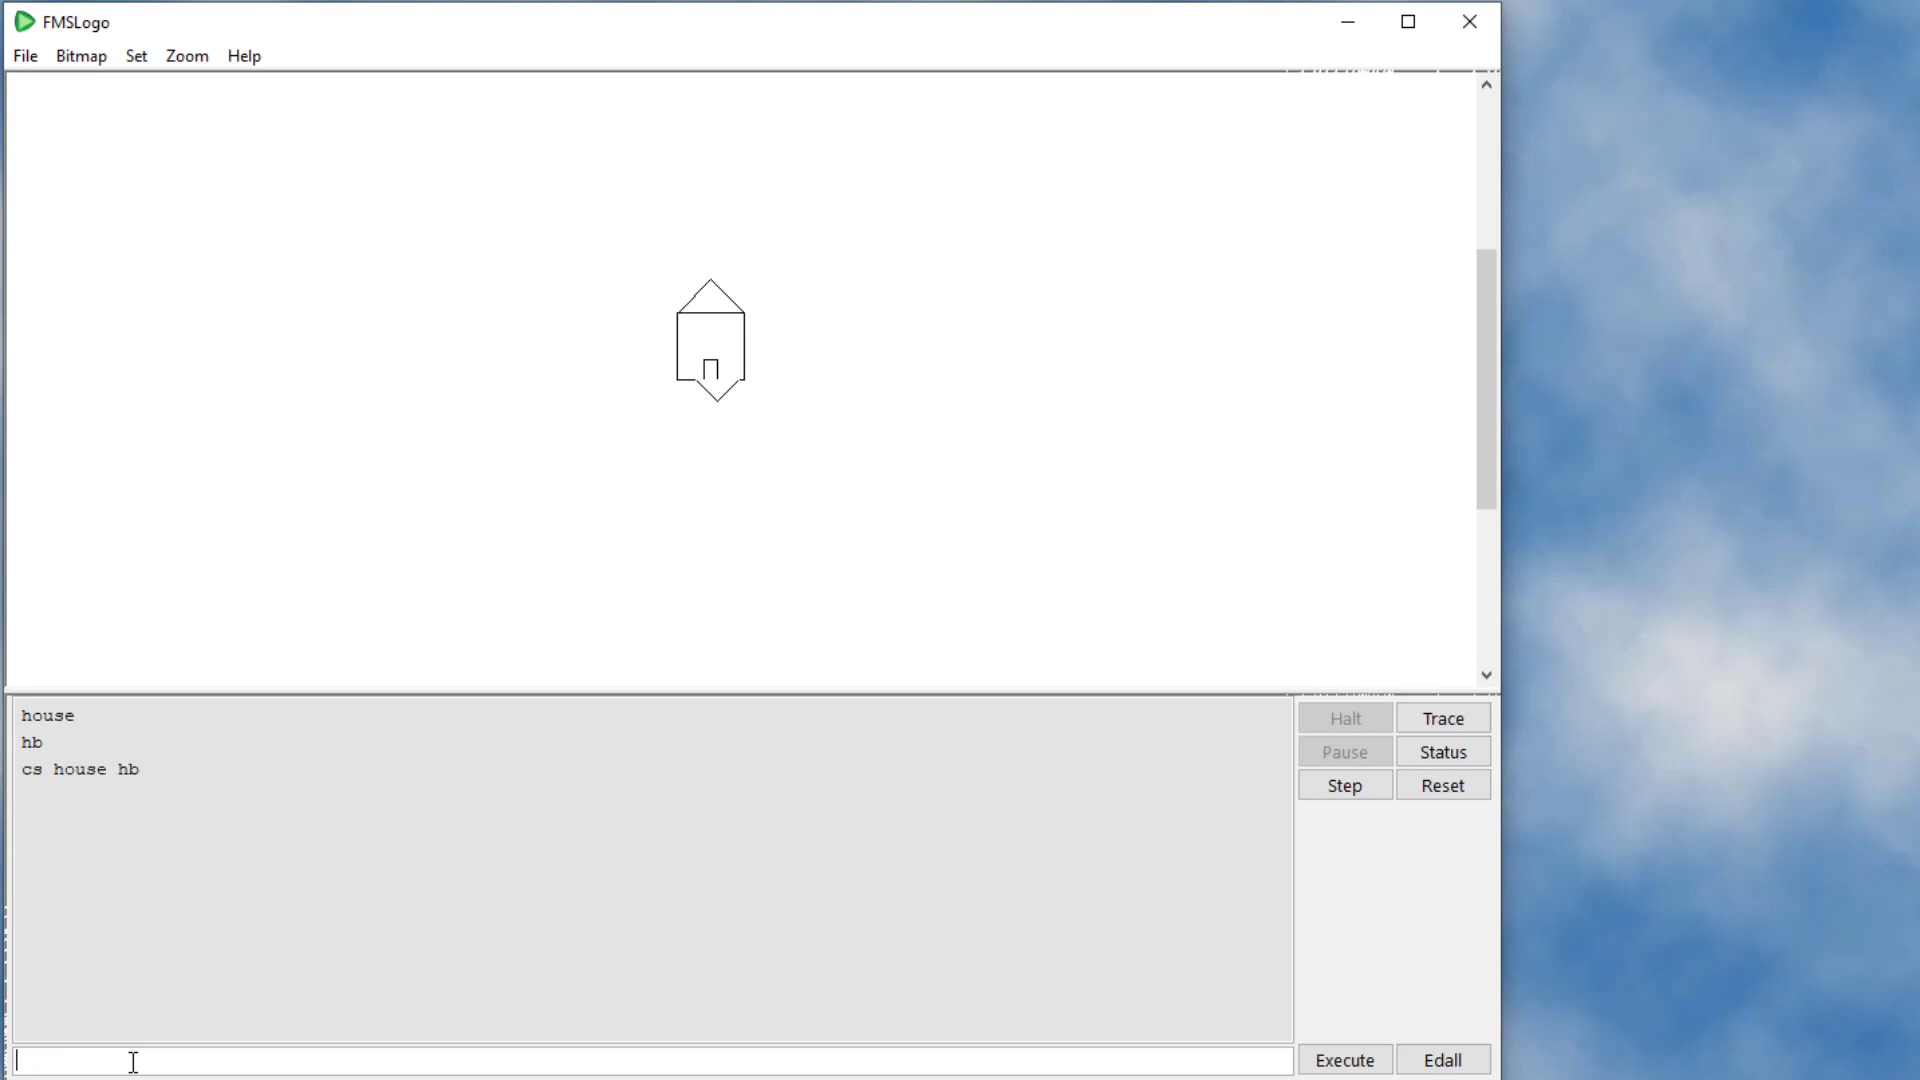 FMSLogo
File Bitmap Set Zoom Help
house
hb
cs house hb
Halt Trace
Pause Status
Step Reset
Execute Edall